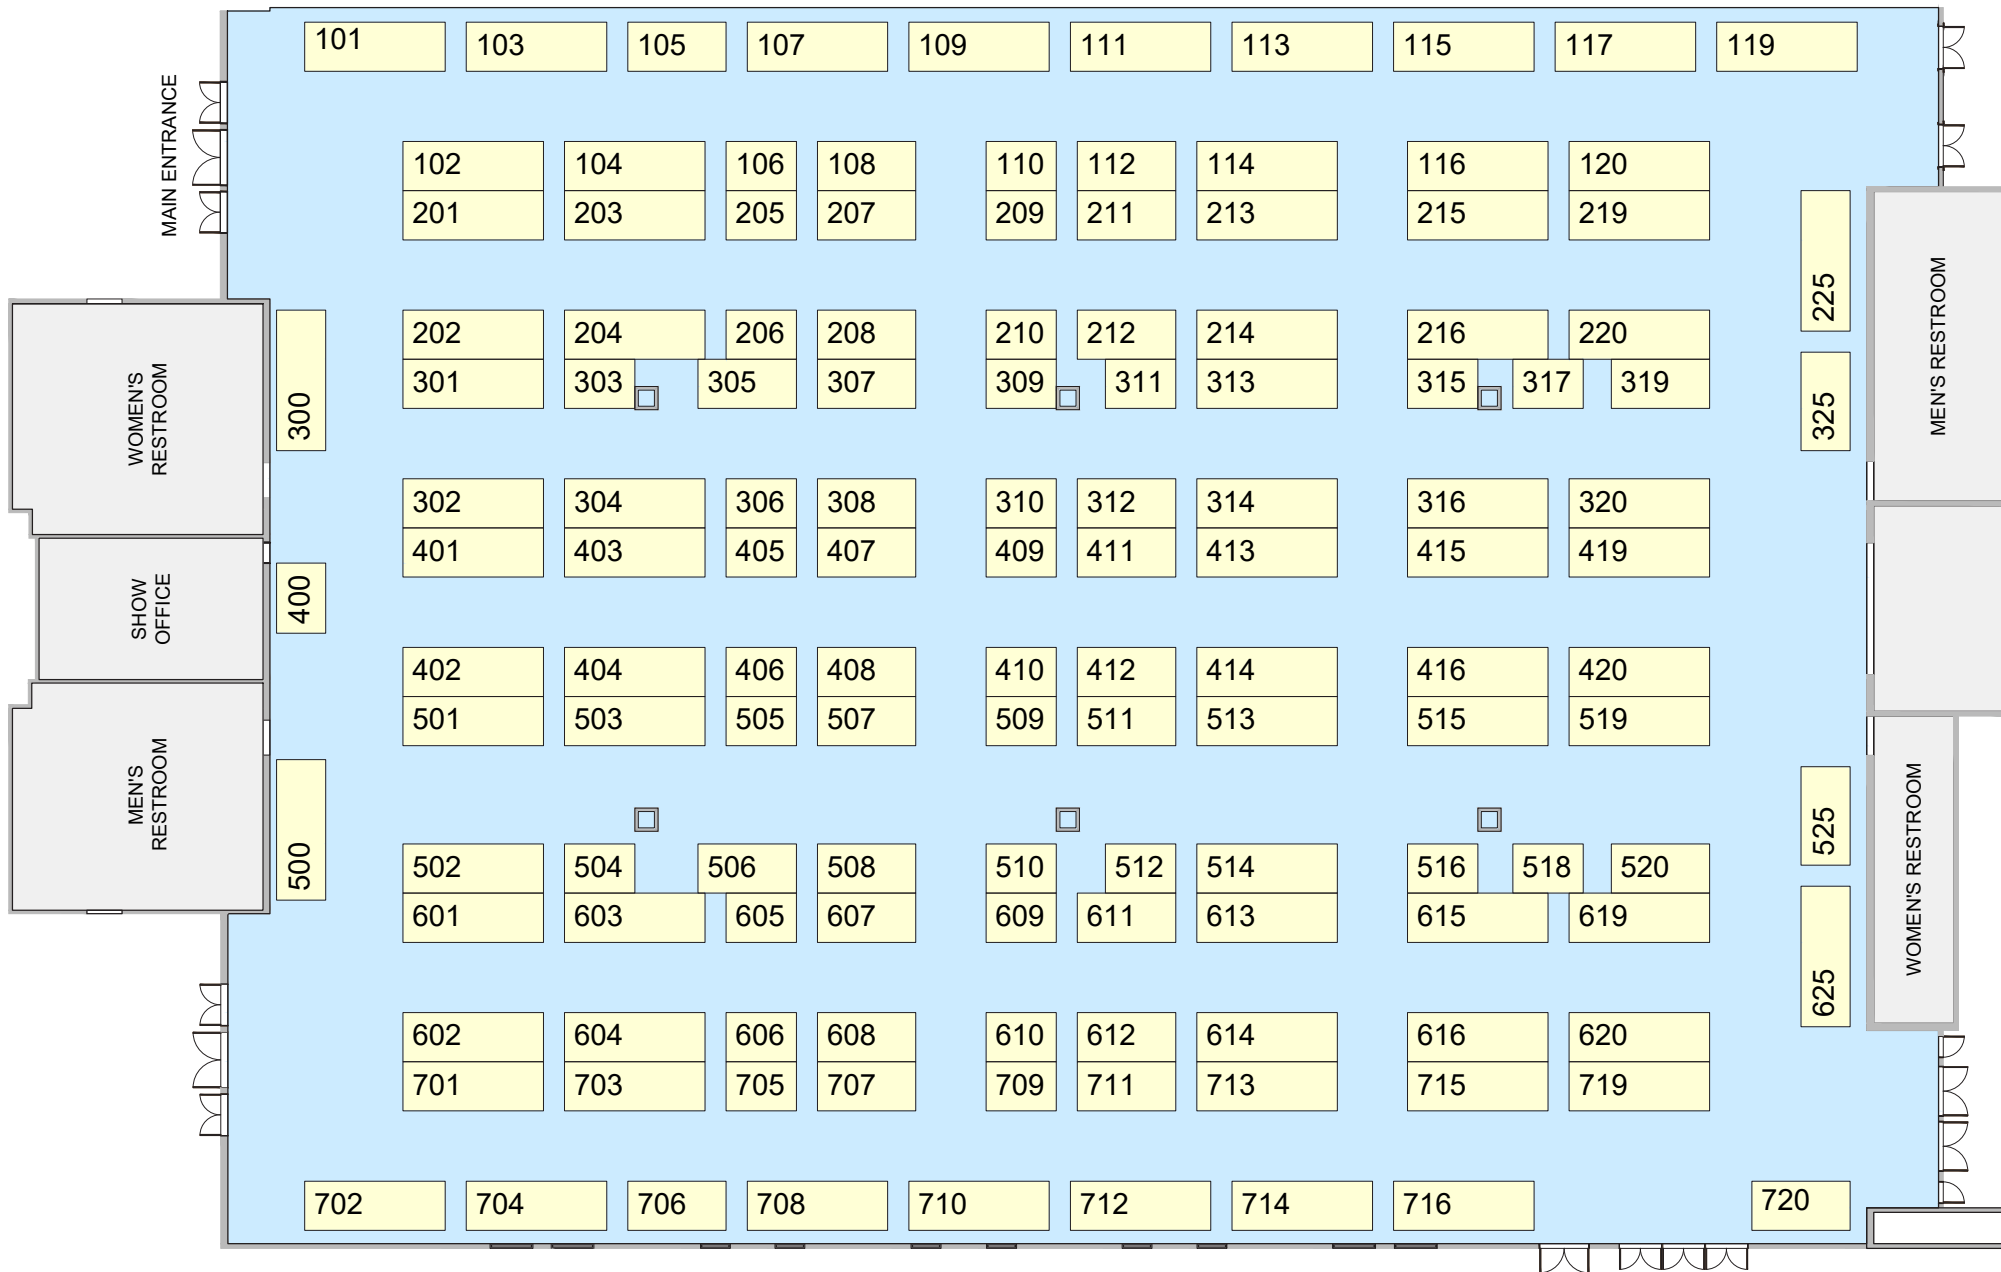 101 103 105 107 109 111 113 115 117 119
MAIN ENTRANCE
102 104 106 108 110 112 114 116 120
201 203 205 207 209 211 213 215 219
225
MEN'S RESTROOM
202 204 206 208 210 212 214 216 220
301 303 305 307 309 311 313 315 317 319
WOMEN'S
RESTROOM
300
325
302 304 306 308 310 312 314 316 320
401 403 405 407 409 411 413 415 419
SHOW
OFFICE
400
402 404 406 408 410 412 414 416 420
501 503 505 507 509 511 513 515 519
MEN'S
RESTROOM
500
525
WOMEN'S RESTROOM
502 504 506 508 510 512 514 516 518 520
601 603 605 607 609 611 613 615 619
625
602 604 606 608 610 612 614 616 620
701 703 705 707 709 711 713 715 719
702 704 706 708 710 712 714 716 720